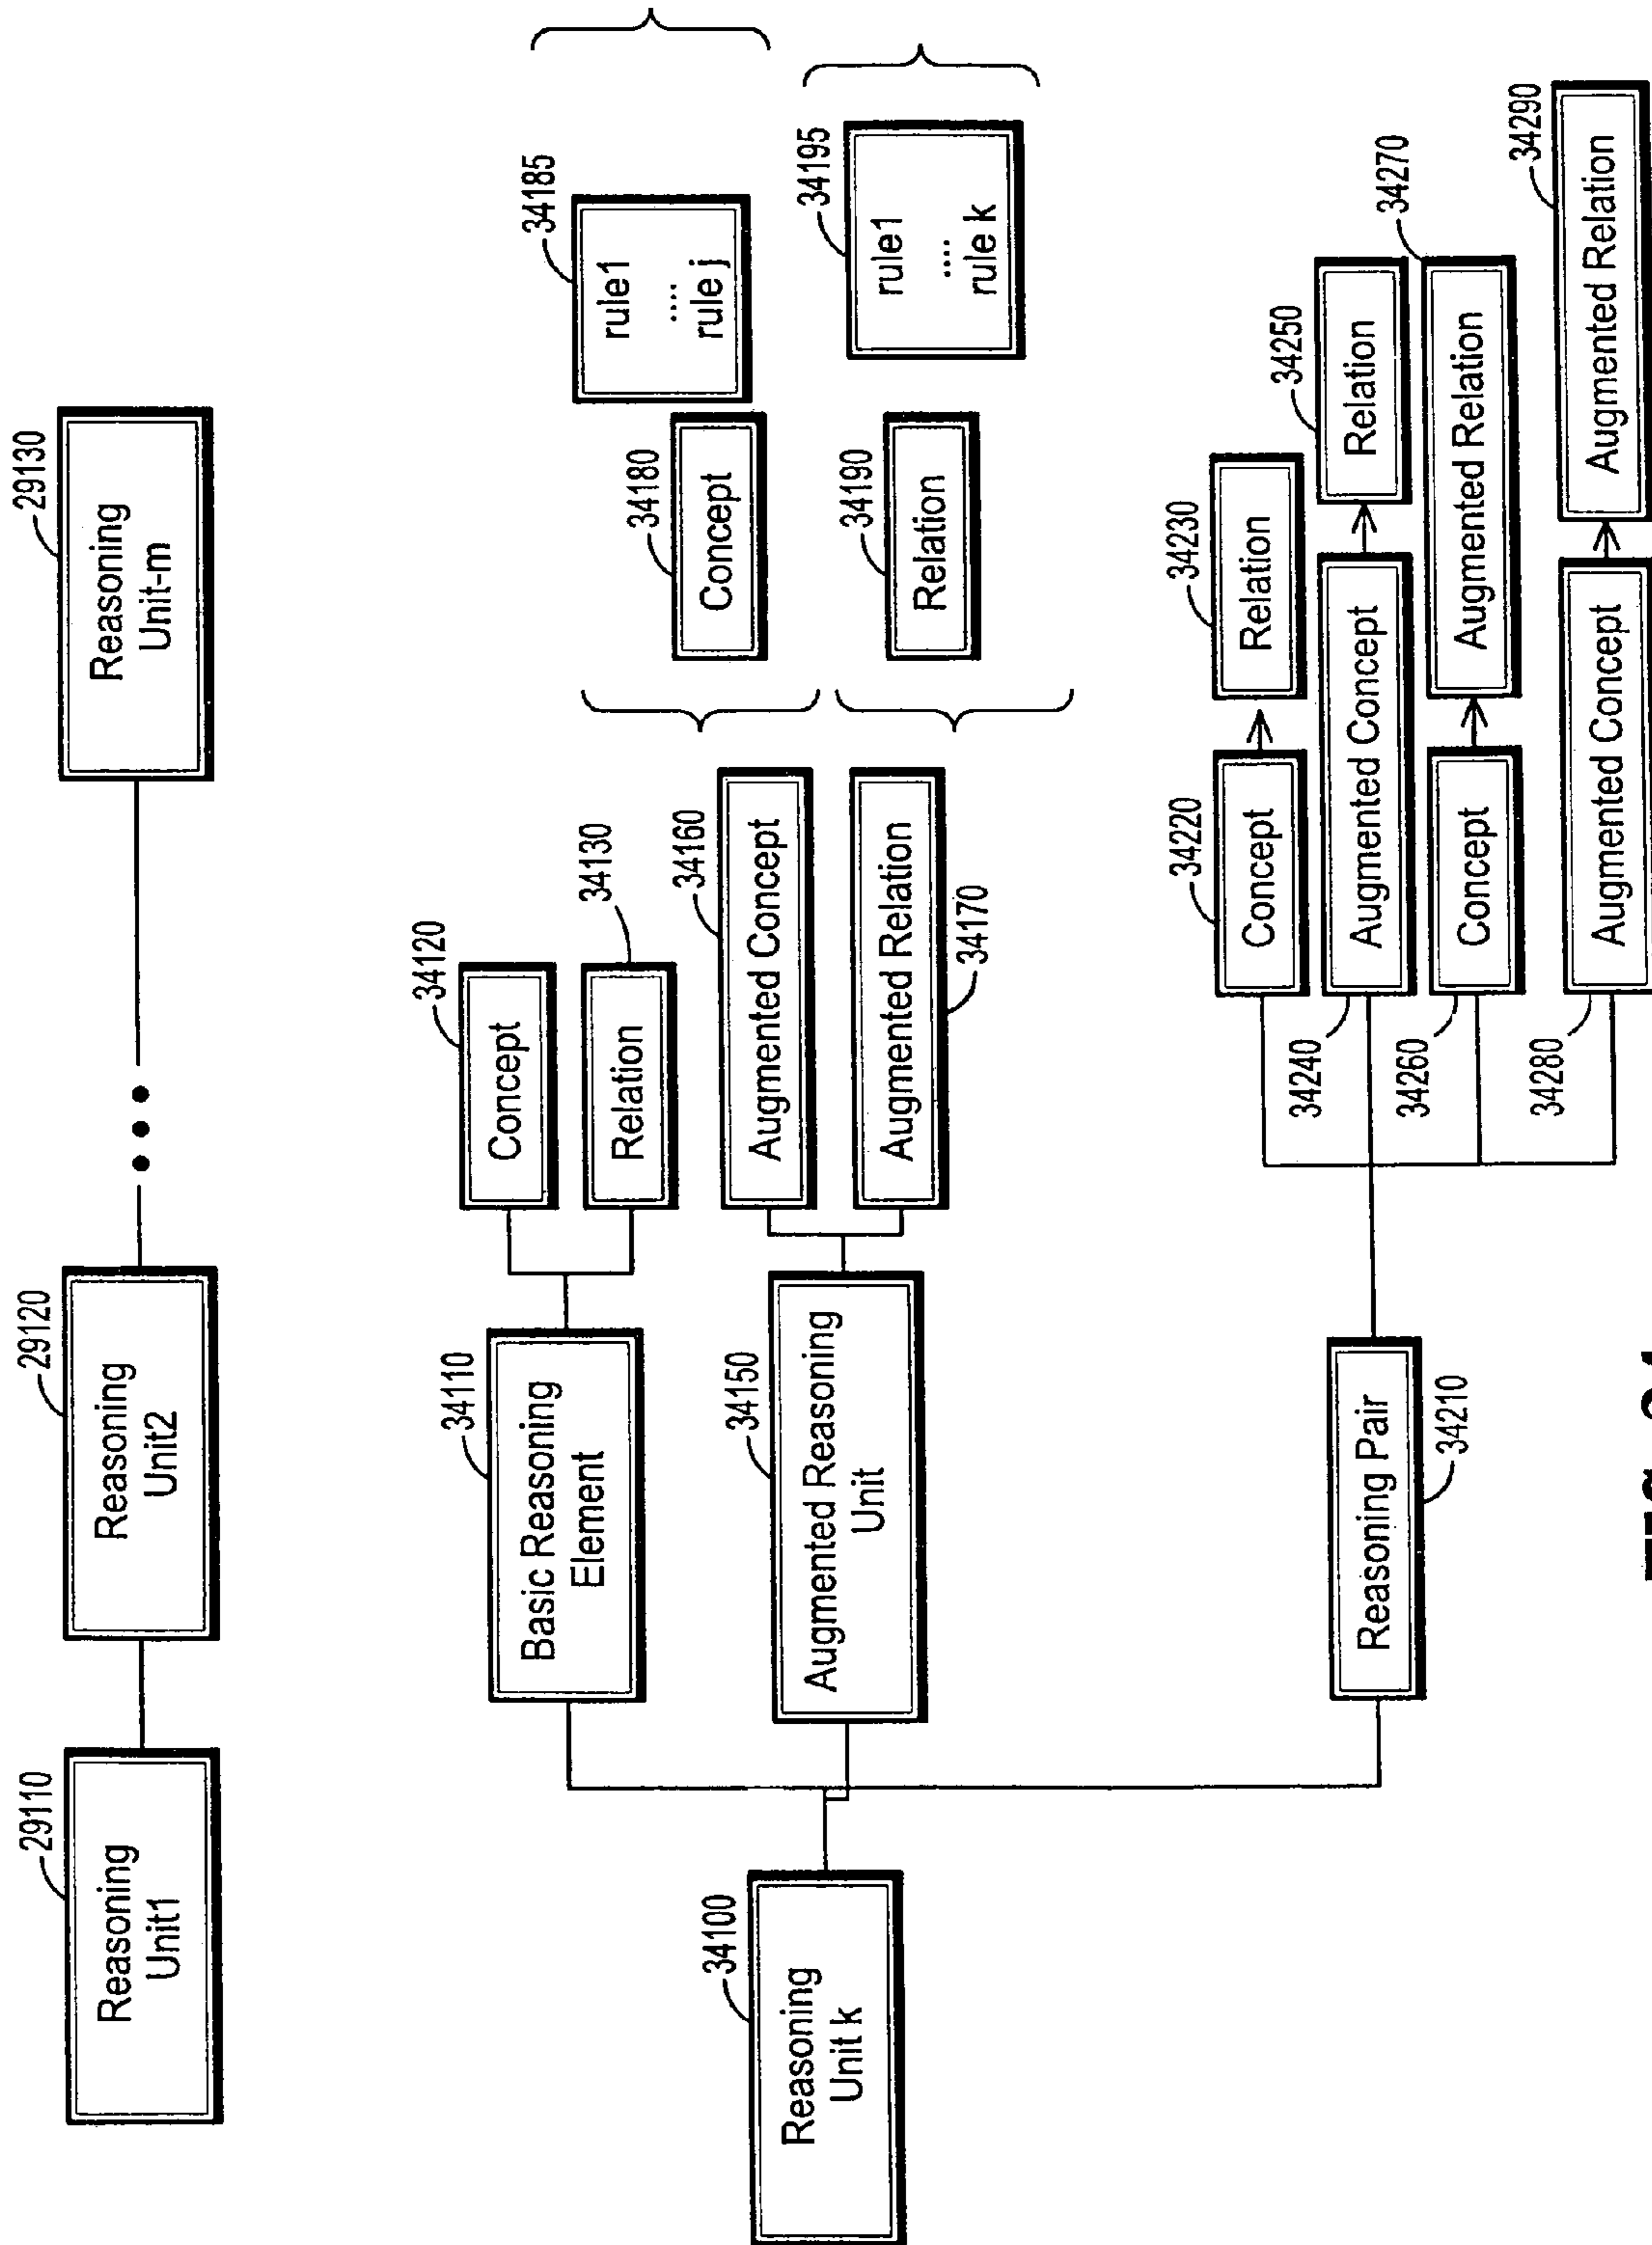 29110
Reasoning
Unit1
29120
Reasoning
Unit2
29130
Reasoning
Unit-m
34100
Reasoning
Unit k
34110
Basic Reasoning
Element
34120
Concept
Relation
34130
34150
Augmented Reasoning
Unit
Augmented Concept
34160
Augmented Relation
34170
34180
Concept
34185
rule1
....
rule j
34190
Relation
34195
rule1
....
rule k
Reasoning Pair
34210
34220
Concept
34230
Relation
34240
Augmented Concept
34250
Relation
34260
Concept
34270
Augmented Relation
34280
Augmented Concept
34290
Augmented Relation